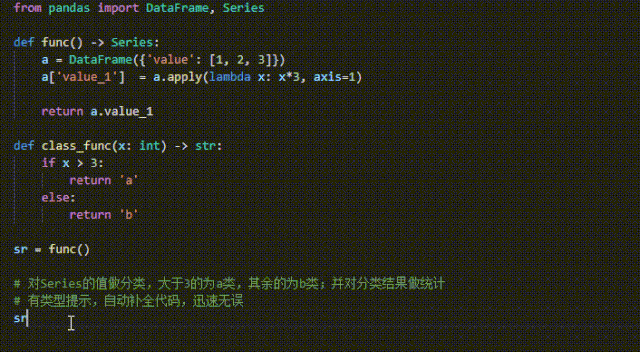 from pandas import DataFrame, Series
def func() -> Series:
    a = DataFrame({'value': [1, 2, 3]})
    a['value_1']  = a.apply(lambda x: x*3, axis=1)
    return a.value_1
def class_func(x: int) -> str:
    if x > 3:
        return 'a'
    else:
        return 'b'
sr = func()
# 对Series的值做分类，大于3的为a类，其余的为b类；并对分类结果做统计
# 有类型提示，自动补全代码，迅速无误
sr